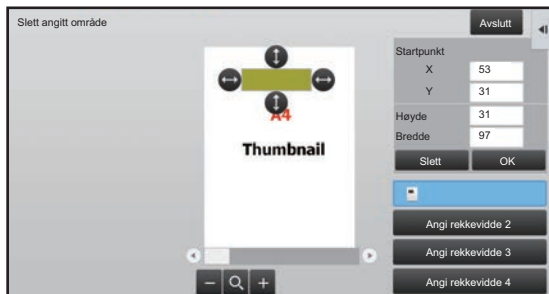 Slett angitt område
Avslutt
A4
Thumbnail
Startpunkt
X 53
Y 31
Høyde 31
Bredde 97
Slett OK
Angi rekkevidde 2
Angi rekkevidde 3
Angi rekkevidde 4